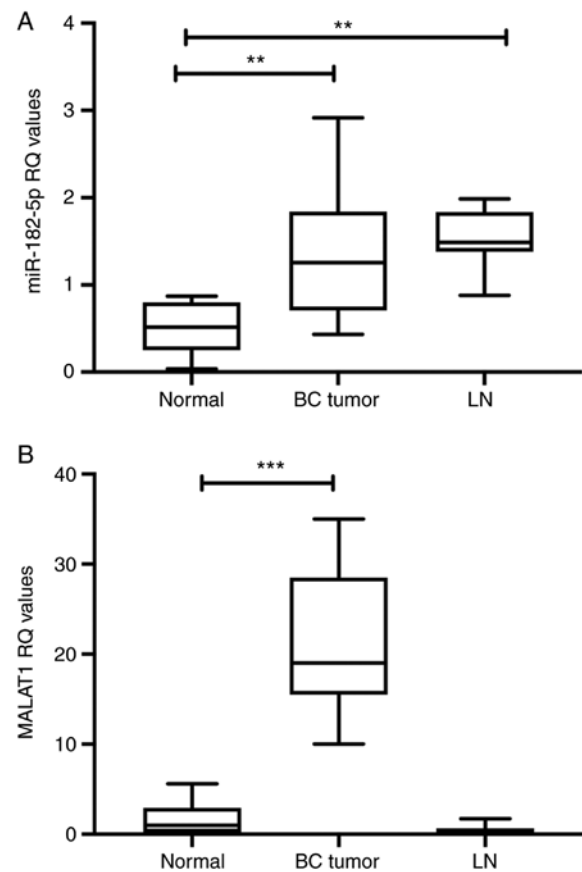 A
**
**
miR-182-5p RQ values
4
3
2
1
0
Normal BC tumor LN
B
***
MALAT1 RQ values
40
30
20
10
0
Normal BC tumor LN